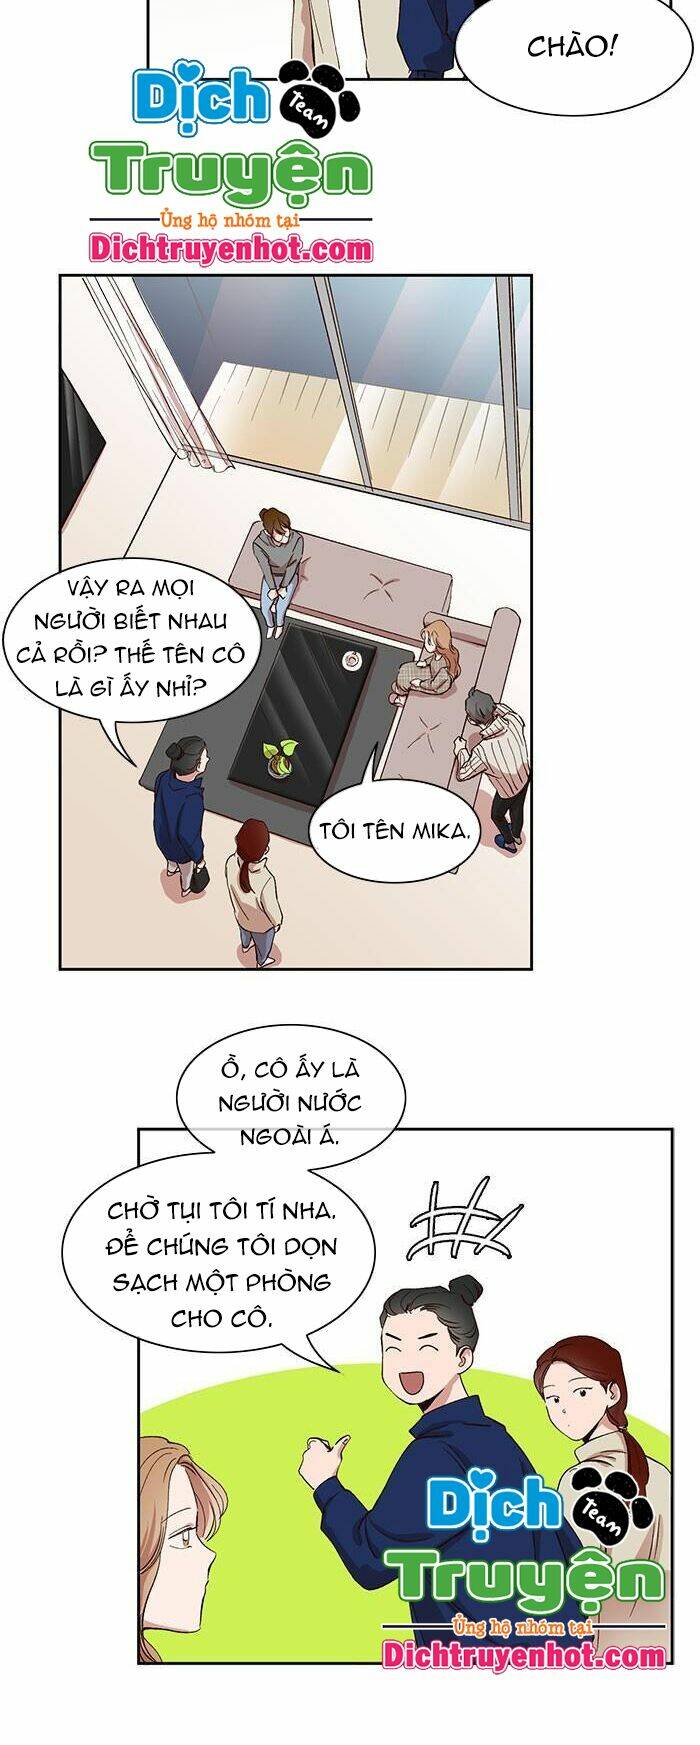 CHÀO!
Dịch
team
Truyện
Ủng hộ nhóm tại
Dichtruyenhot.com
VẬY RA MỌI
NGƯỜI BIẾT NHAU
CẢ RỒI? THẾ TÊN CÔ
LÀ GÌ ẤY NHỈ?
TÔI TÊN MIKA.
Ồ, CÔ ẤY LÀ
NGƯỜI NƯỚC
NGOÀI Á.
CHỜ TỤI TÔI TÍ NHA.
ĐỂ CHÚNG TÔI DỌN
SẠCH MỘT PHÒNG
CHO CÔ.
Dịch
team
Truyện
Ủng hộ nhóm tại
Dichtruyenhot.com